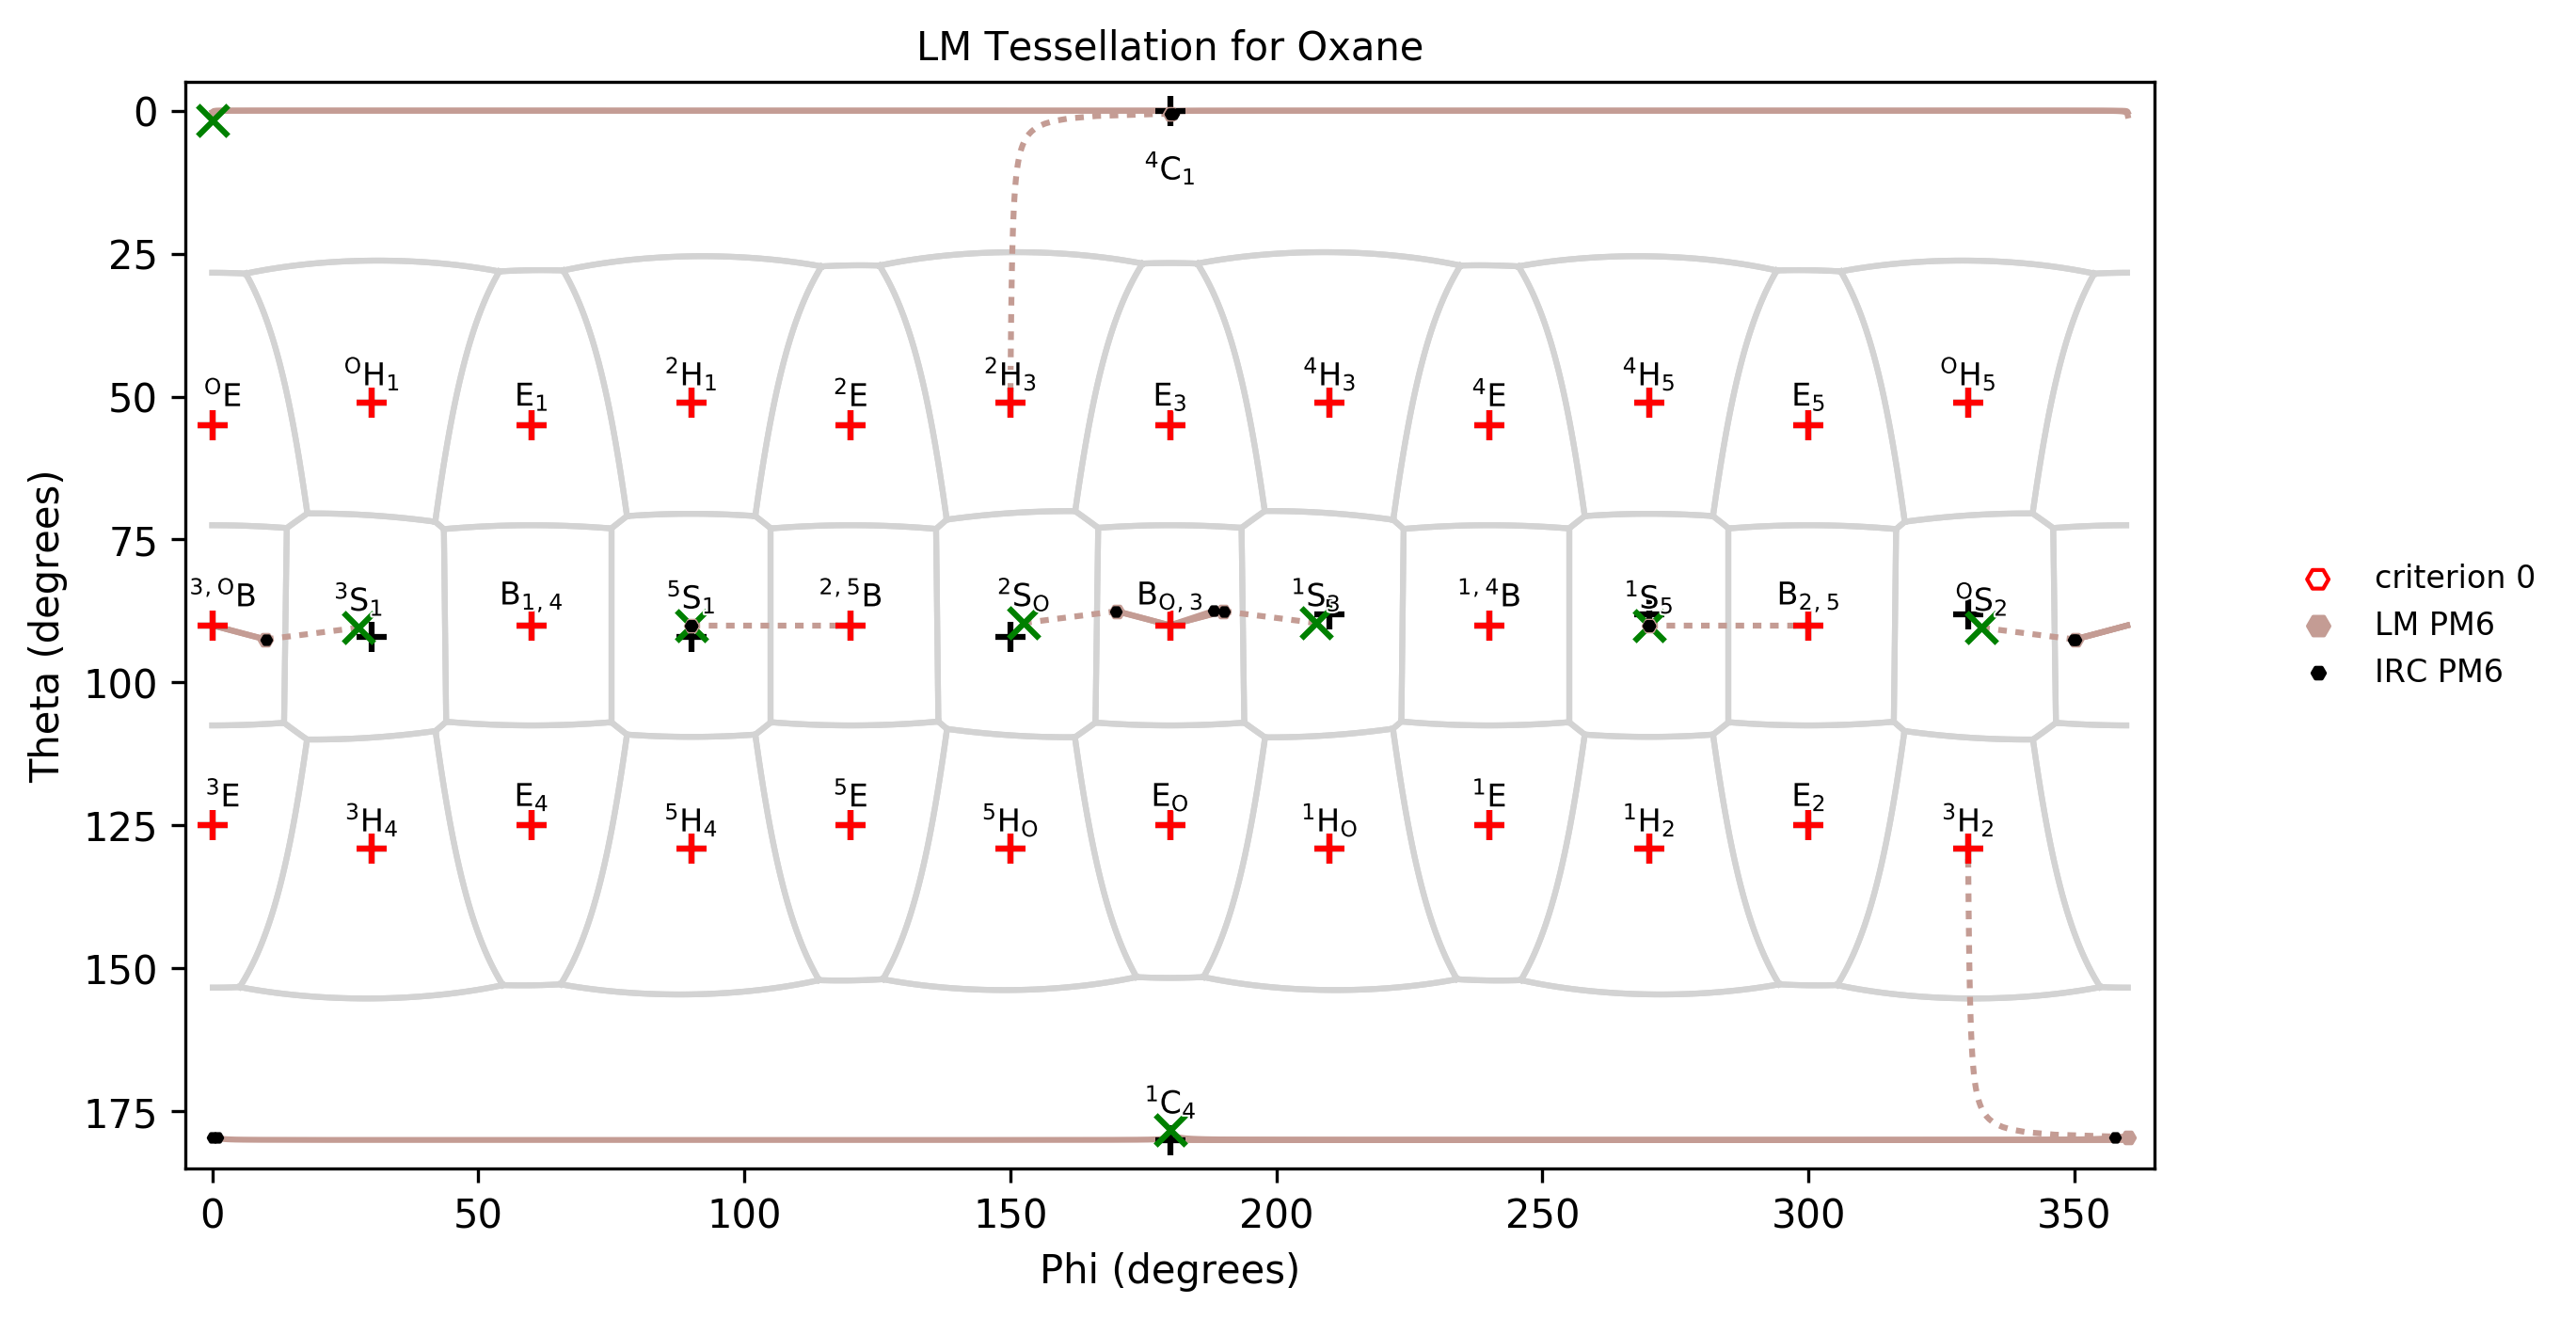 LM Tessellation for Oxane
Theta (degrees)
0
25
50
75
100
125
150
175
⁴C₁
ᴼE ᴼH₁ E₁ ²H₁ ²E ²H₃ E₃ ⁴H₃ ⁴E ⁴H₅ E₅ ᴼH₅
³,ᴼB ³S₁ B₁,₄ ⁵S₁ ²,⁵B ²Sₒ Bₒ,₃ ¹S₃ ¹,⁴B ¹S₅ B₂,₅ ᴼS₂
³E ³H₄ E₄ ⁵H₄ ⁵E ⁵Hₒ Eₒ ¹Hₒ ¹E ¹H₂ E₂ ³H₂
¹C₄
0 50 100 150 200 250 300 350
Phi (degrees)
criterion 0
LM PM6
IRC PM6